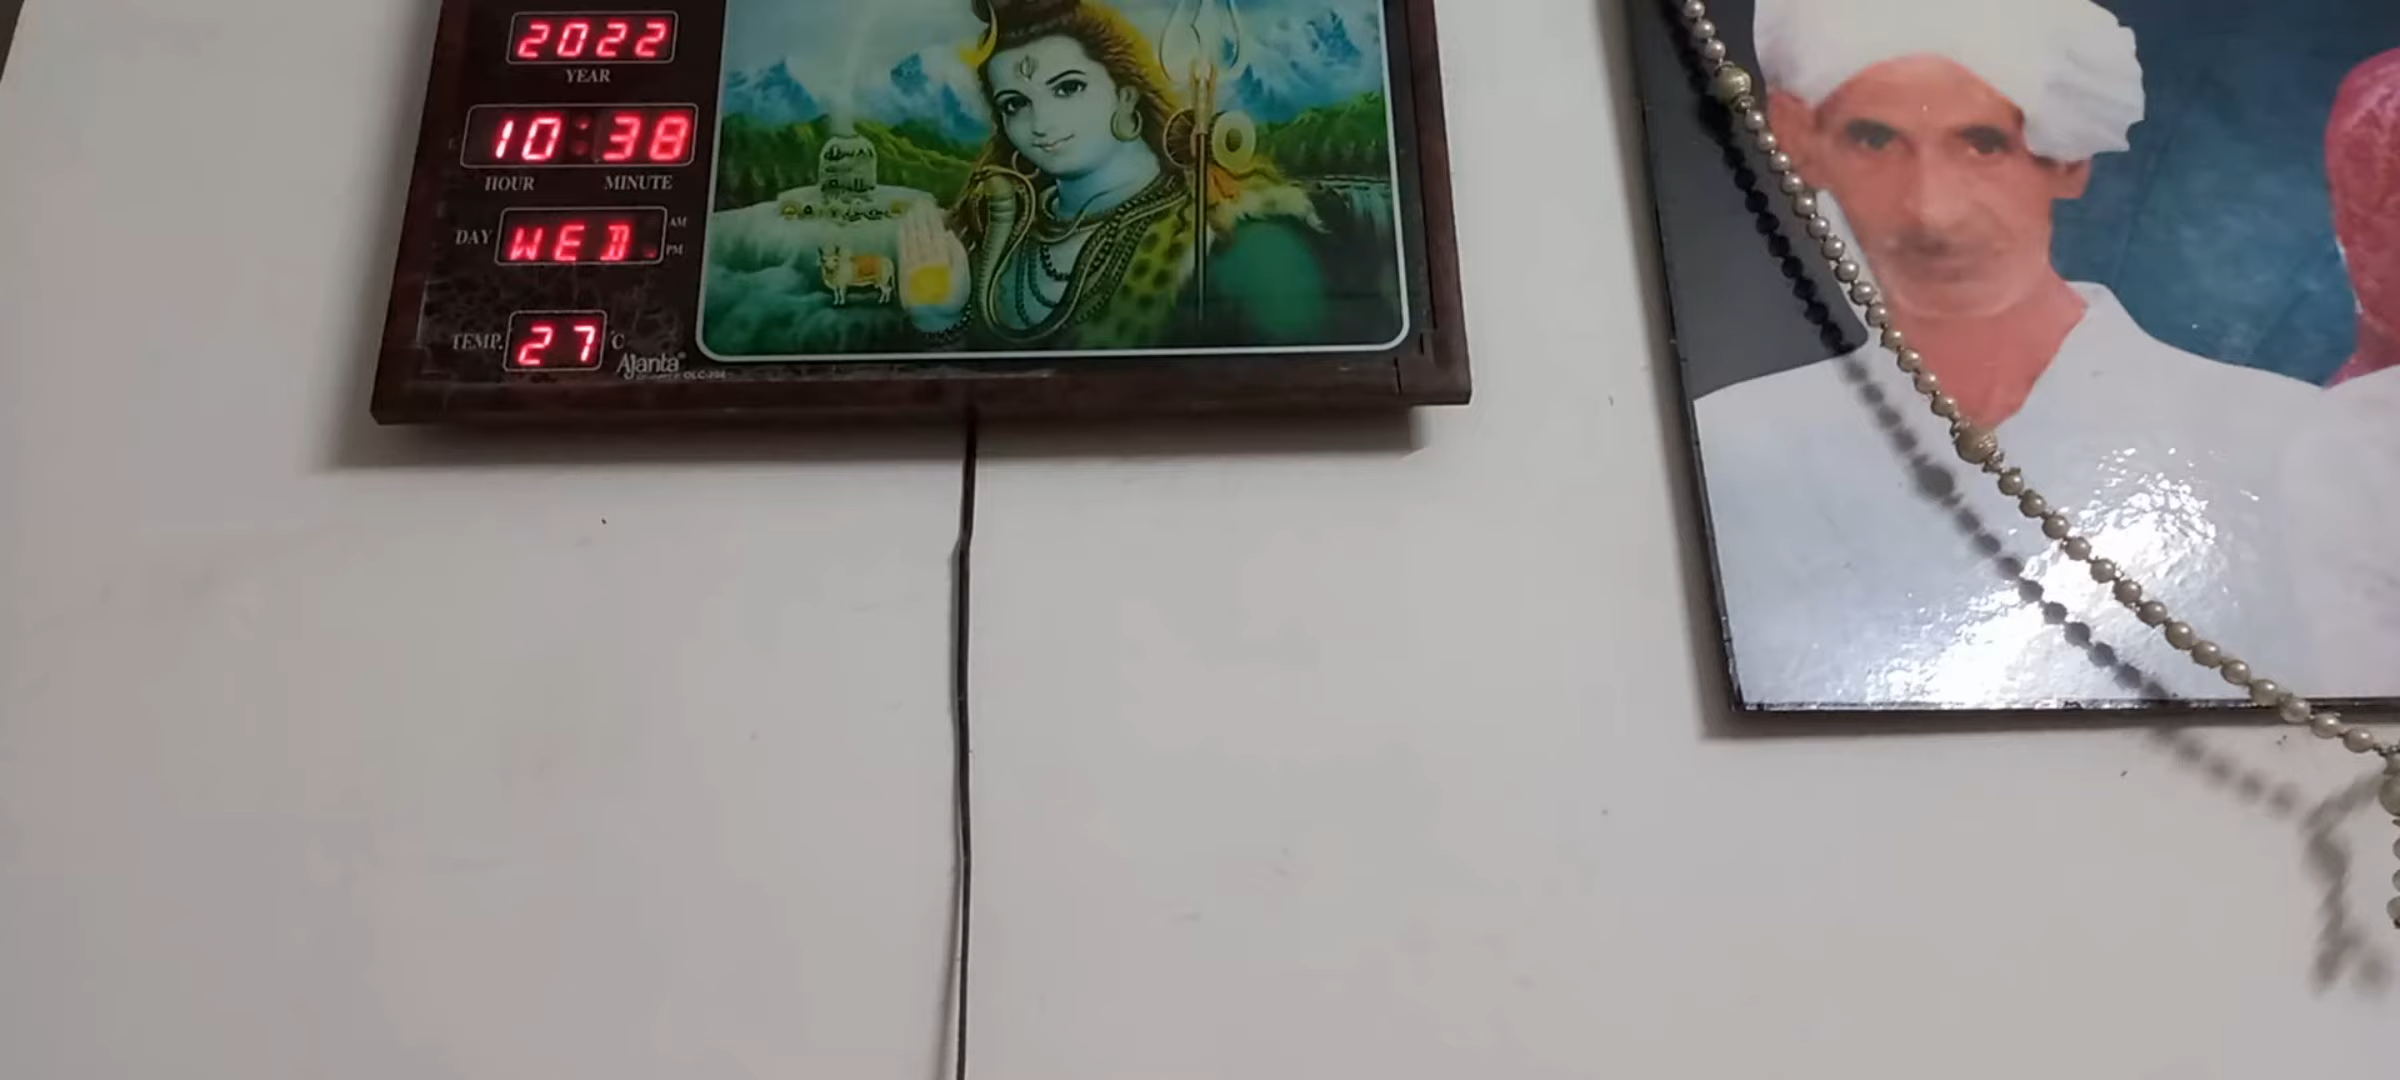 2022
YEAR
10:38
HOUR MINUTE
DAY WED AM
PM
TEMP. 27 °C
Ajanta